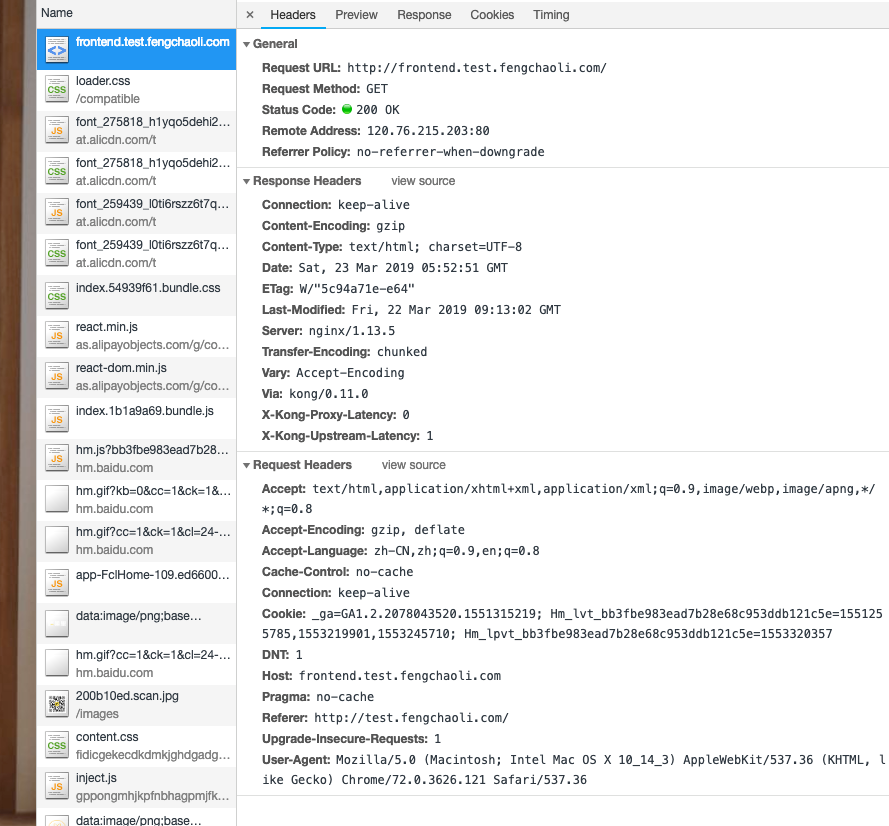 Name
frontend.test.fengchaoli.com
loader.css
/compatible
font_275818_h1yqo5dehi2...
at.alicdn.com/t
font_275818_h1yqo5dehi2...
at.alicdn.com/t
font_259439_l0ti6rszz6t7q...
at.alicdn.com/t
font_259439_l0ti6rszz6t7q...
at.alicdn.com/t
index.54939f61.bundle.css
react.min.js
as.alipayobjects.com/g/co...
react-dom.min.js
as.alipayobjects.com/g/co...
index.1b1a9a69.bundle.js
hm.js?bb3fbe983ead7b28...
hm.baidu.com
hm.gif?kb=0&cc=1&ck=1&...
hm.baidu.com
hm.gif?cc=1&ck=1&cl=24-...
hm.baidu.com
app-FclHome-109.ed6600...
data:image/png;base...
hm.gif?cc=1&ck=1&cl=24-...
hm.baidu.com
200b10ed.scan.jpg
/images
content.css
fidicgekecdkdmkjghdgadg...
inject.js
gppongmhjkpfnbhagpmjfk...
data:image/png;base...
× Headers Preview Response Cookies Timing
General
Request URL: http://frontend.test.fengchaoli.com/
Request Method: GET
Status Code: 200 OK
Remote Address: 120.76.215.203:80
Referrer Policy: no-referrer-when-downgrade
Response Headers view source
Connection: keep-alive
Content-Encoding: gzip
Content-Type: text/html; charset=UTF-8
Date: Sat, 23 Mar 2019 05:52:51 GMT
ETag: W/"5c94a71e-e64"
Last-Modified: Fri, 22 Mar 2019 09:13:02 GMT
Server: nginx/1.13.5
Transfer-Encoding: chunked
Vary: Accept-Encoding
Via: kong/0.11.0
X-Kong-Proxy-Latency: 0
X-Kong-Upstream-Latency: 1
Request Headers view source
Accept: text/html,application/xhtml+xml,application/xml;q=0.9,image/webp,image/apng,*/
*;q=0.8
Accept-Encoding: gzip, deflate
Accept-Language: zh-CN,zh;q=0.9,en;q=0.8
Cache-Control: no-cache
Connection: keep-alive
Cookie: _ga=GA1.2.2078043520.1551315219; Hm_lvt_bb3fbe983ead7b28e68c953ddb121c5e=155125
5785,1553219901,1553245710; Hm_lpvt_bb3fbe983ead7b28e68c953ddb121c5e=1553320357
DNT: 1
Host: frontend.test.fengchaoli.com
Pragma: no-cache
Referer: http://test.fengchaoli.com/
Upgrade-Insecure-Requests: 1
User-Agent: Mozilla/5.0 (Macintosh; Intel Mac OS X 10_14_3) AppleWebKit/537.36 (KHTML, l
ike Gecko) Chrome/72.0.3626.121 Safari/537.36